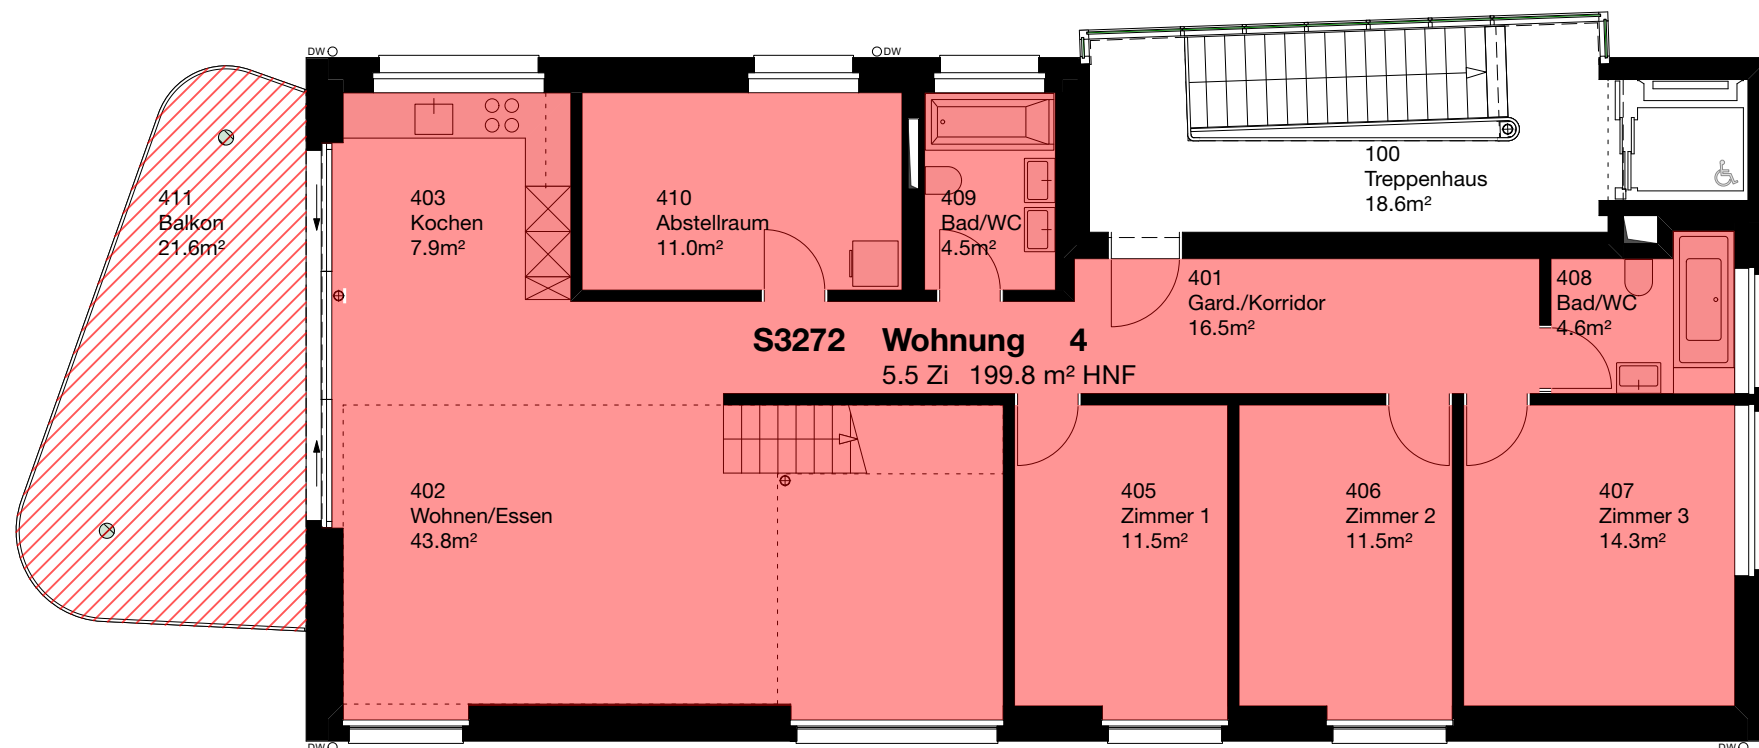 DW
DW
100
Treppenhaus
18.6m²
411
Balkon
21.6m²
403
Kochen
7.9m²
410
Abstellraum
11.0m²
409
Bad/WC
4.5m²
401
Gard./Korridor
16.5m²
408
Bad/WC
4.6m²
S3272 Wohnung 4
5.5 Zi 199.8 m² HNF
402
Wohnen/Essen
43.8m²
405
Zimmer 1
11.5m²
406
Zimmer 2
11.5m²
407
Zimmer 3
14.3m²
DW
DW